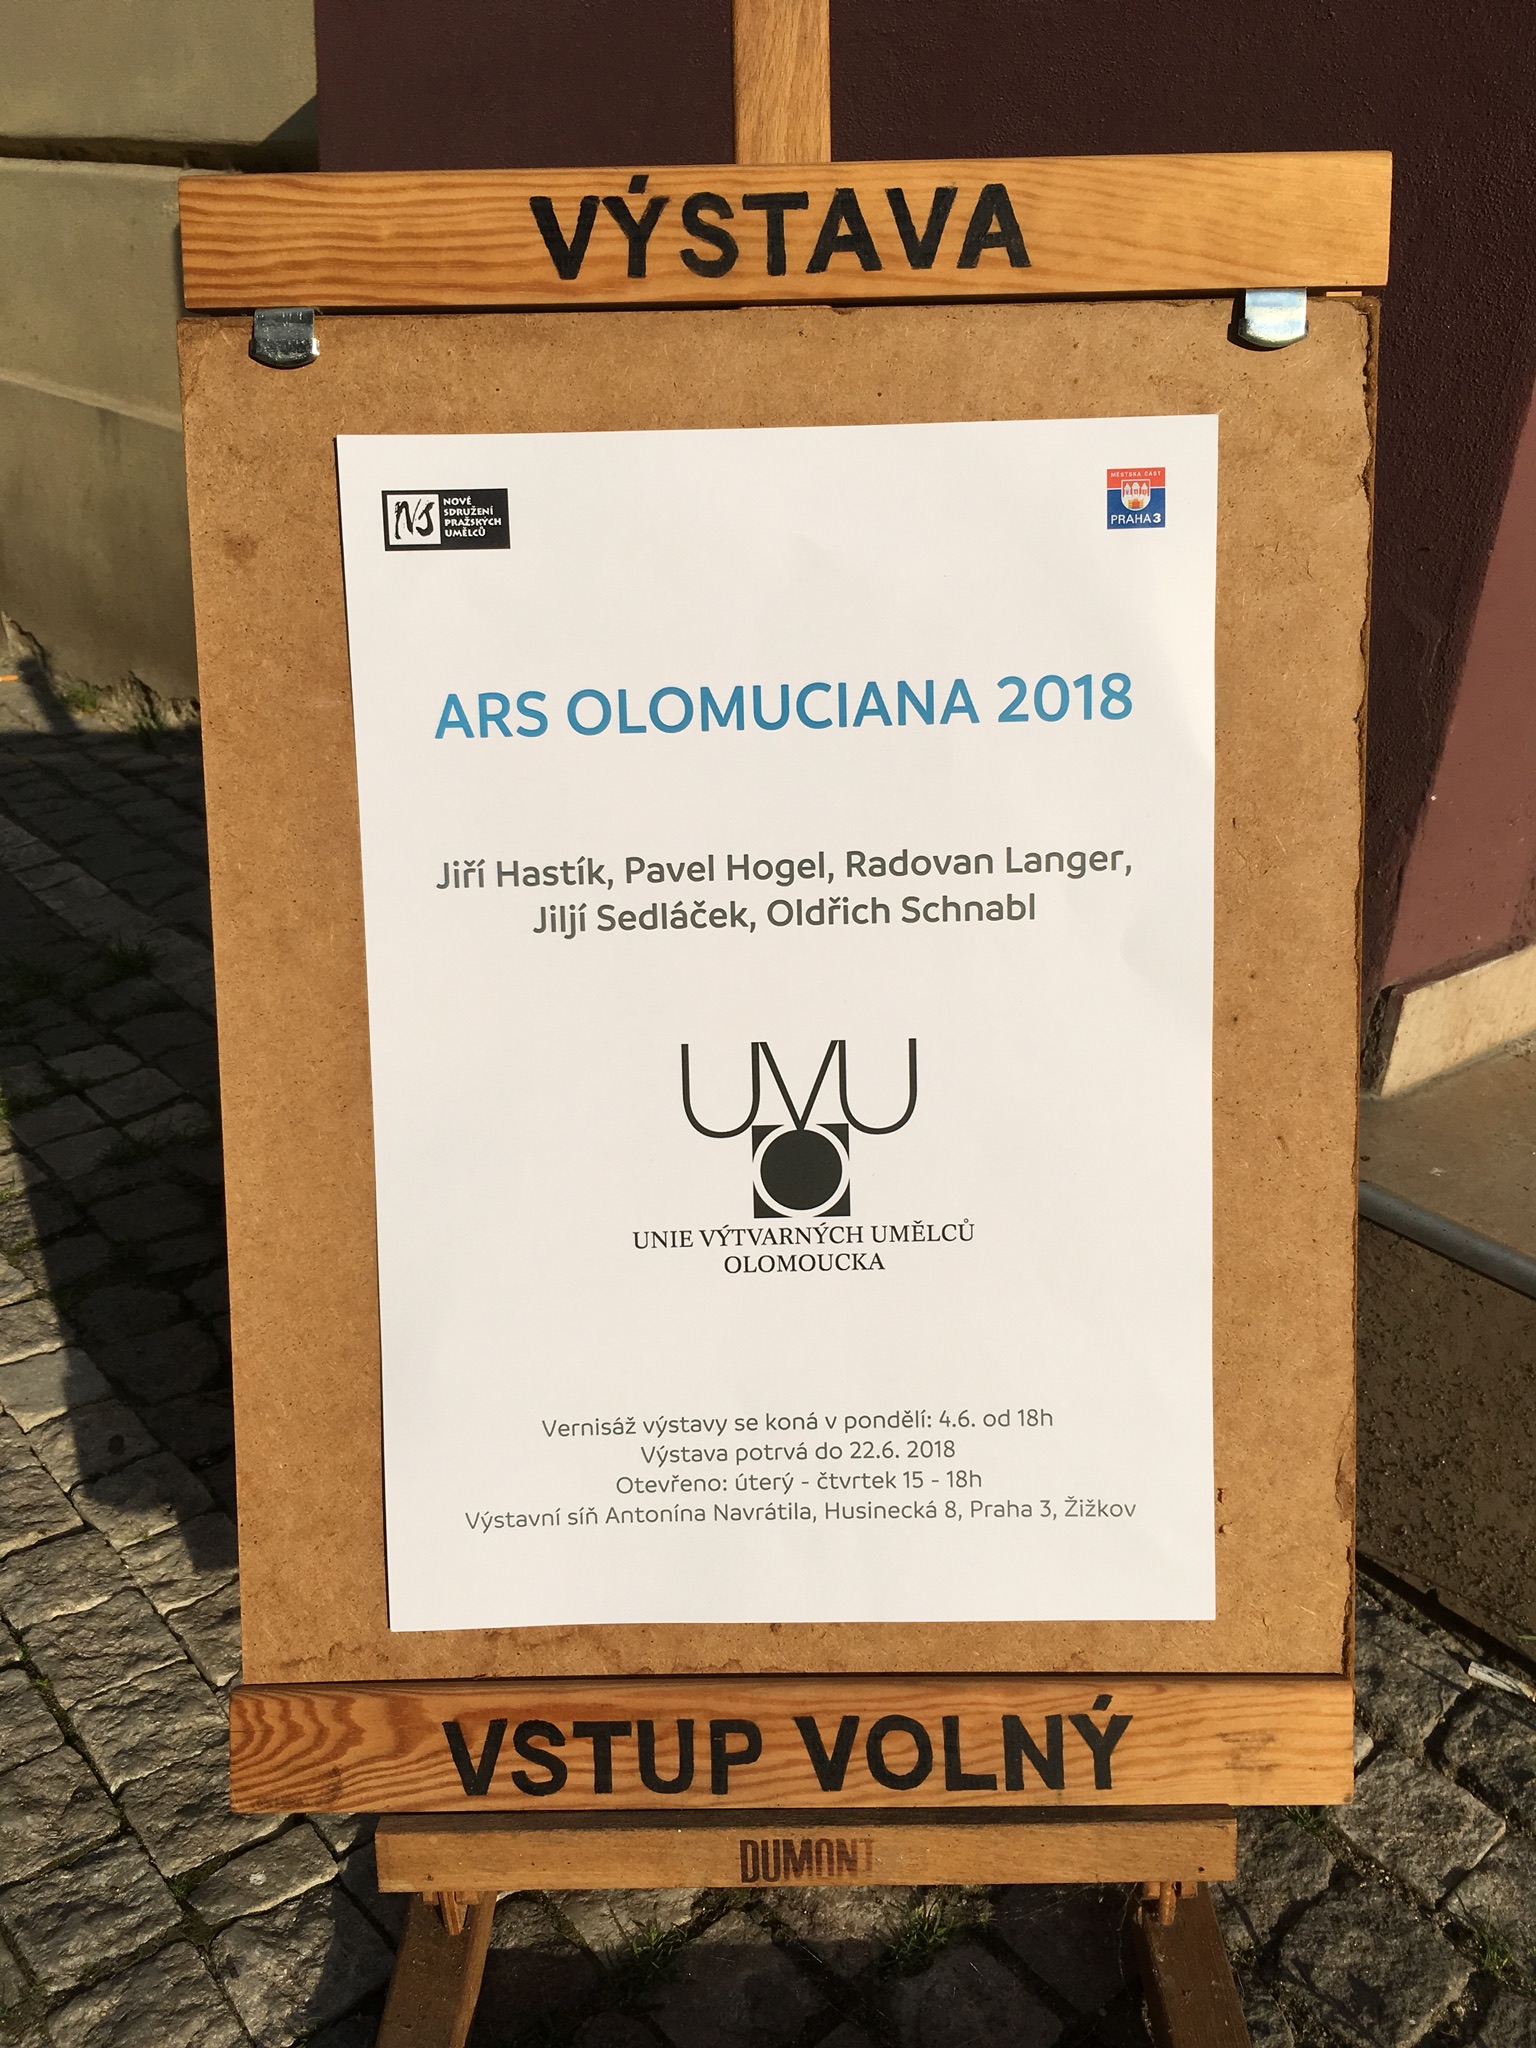 VÝSTAVA
NS
NOVÉ
SDRUŽENÍ
PRAŽSKÝCH
UMĚLCŮ
MĚSTSKÁ ČÁST
PRAHA 3
ARS OLOMUCIANA 2018
Jiří Hastík, Pavel Hogel, Radovan Langer,
Jiljí Sedláček, Oldřich Schnabl
UVU
UNIE VÝTVARNÝCH UMĚLCŮ
OLOMOUCKA
Vernisáž výstavy se koná v pondělí: 4.6. od 18h
Výstava potrvá do 22.6. 2018
Otevřeno: úterý - čtvrtek 15 - 18h
Výstavní síň Antonína Navrátila, Husinecká 8, Praha 3, Žižkov
VSTUP VOLNÝ
DUMONT